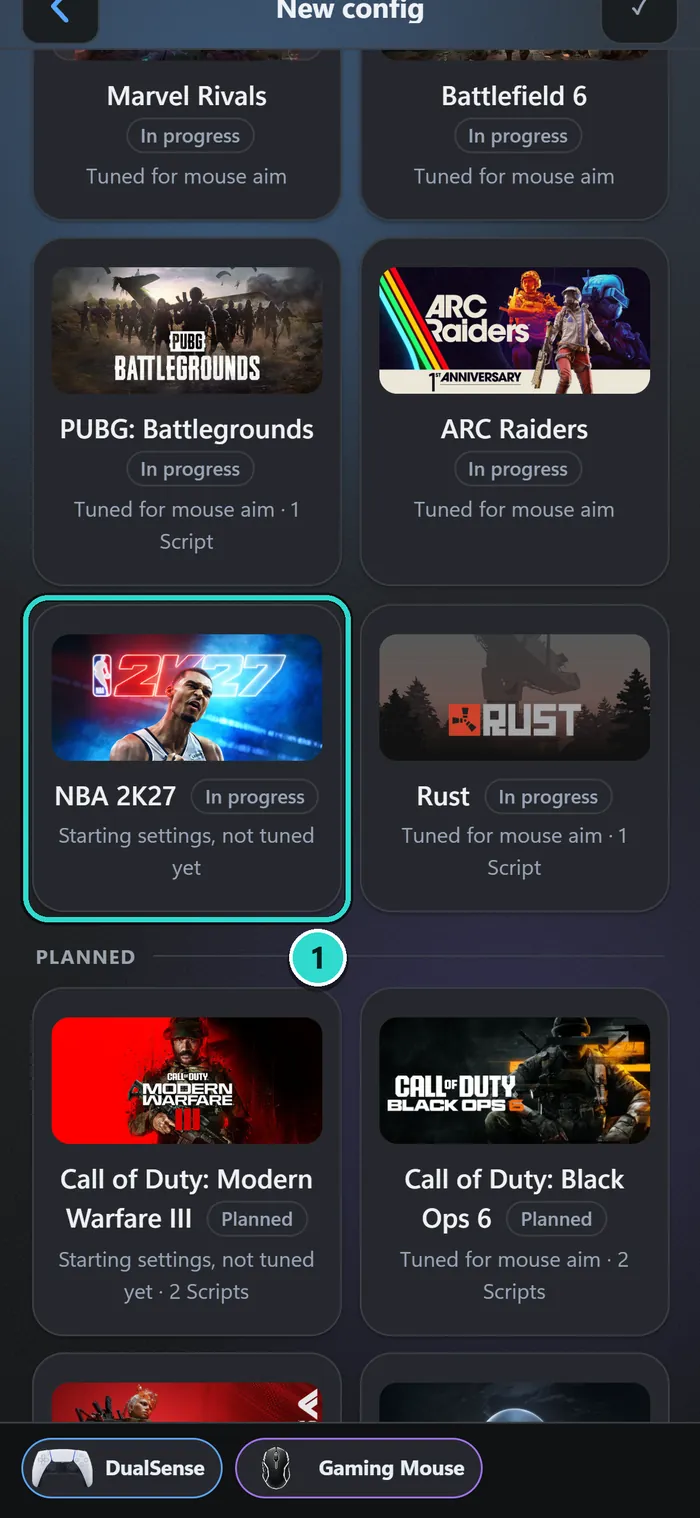 New config
Marvel Rivals
In progress
Tuned for mouse aim
Battlefield 6
In progress
Tuned for mouse aim
PUBG
BATTLEGROUNDS
PUBG: Battlegrounds
In progress
Tuned for mouse aim · 1
Script
ARC
Raiders
1ST ANNIVERSARY
ARC Raiders
In progress
Tuned for mouse aim
2K27
NBA 2K27 In progress
Starting settings, not tuned
yet
RUST
Rust In progress
Tuned for mouse aim · 1
Script
PLANNED
1
CALL OF DUTY
MODERN
WARFARE
III
Call of Duty: Modern
Warfare III Planned
Starting settings, not tuned
yet · 2 Scripts
CALL OF DUTY
BLACK OPS 6
Call of Duty: Black
Ops 6 Planned
Tuned for mouse aim · 2
Scripts
DualSense
Gaming Mouse